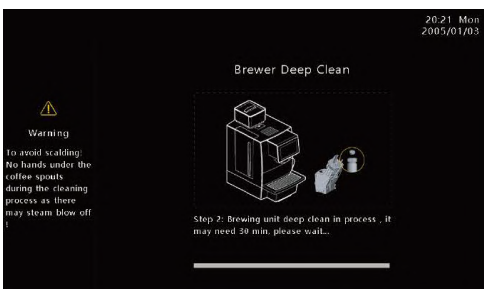 20:21 Mon
2005/01/03
Brewer Deep Clean
Warning
To avoid scalding!
No hands under the
coffee spouts
during the cleaning
process as there
may steam blow off
!
Step 2: Brewing unit deep clean in process , it
may need 30 min, please wait...